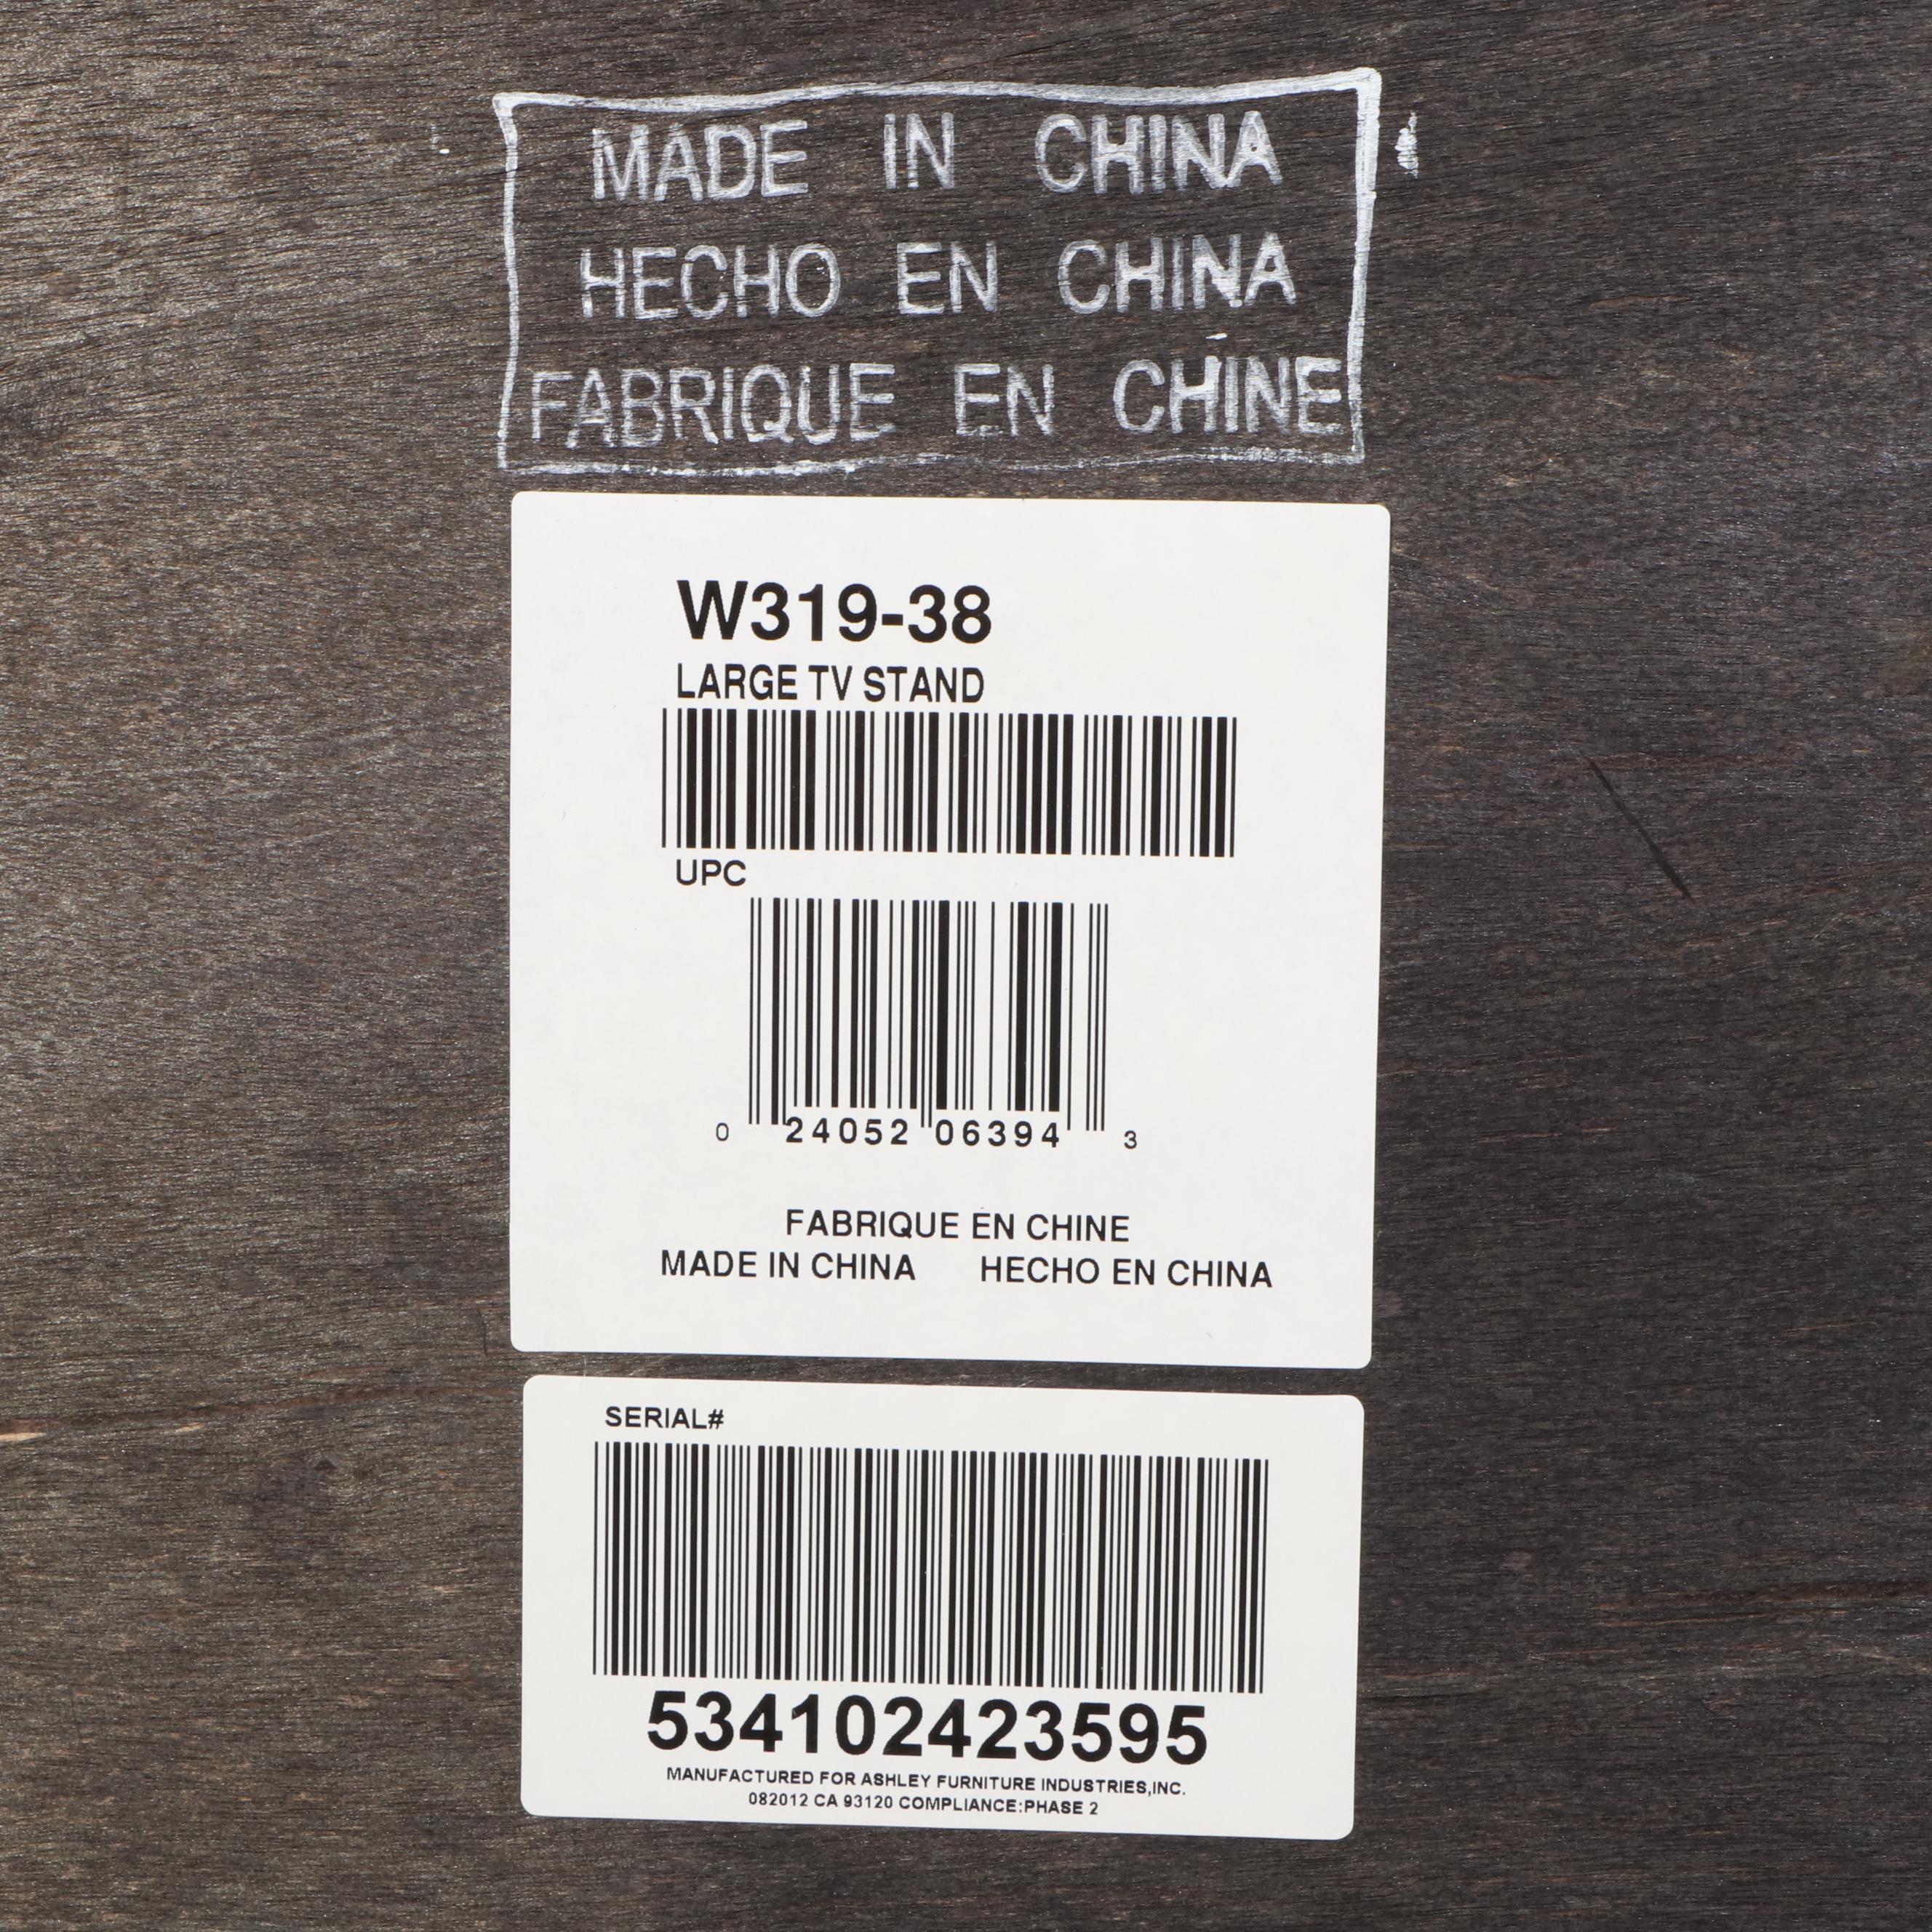 MADE IN CHINA
HECHO EN CHINA
FABRIQUE EN CHINE
W319-38
LARGE TV STAND
UPC
0 24052 06394 3
FABRIQUE EN CHINE
MADE IN CHINA HECHO EN CHINA
SERIAL#
534102423595
MANUFACTURED FOR ASHLEY FURNITURE INDUSTRIES,INC.
082012 CA 93120 COMPLIANCE:PHASE 2